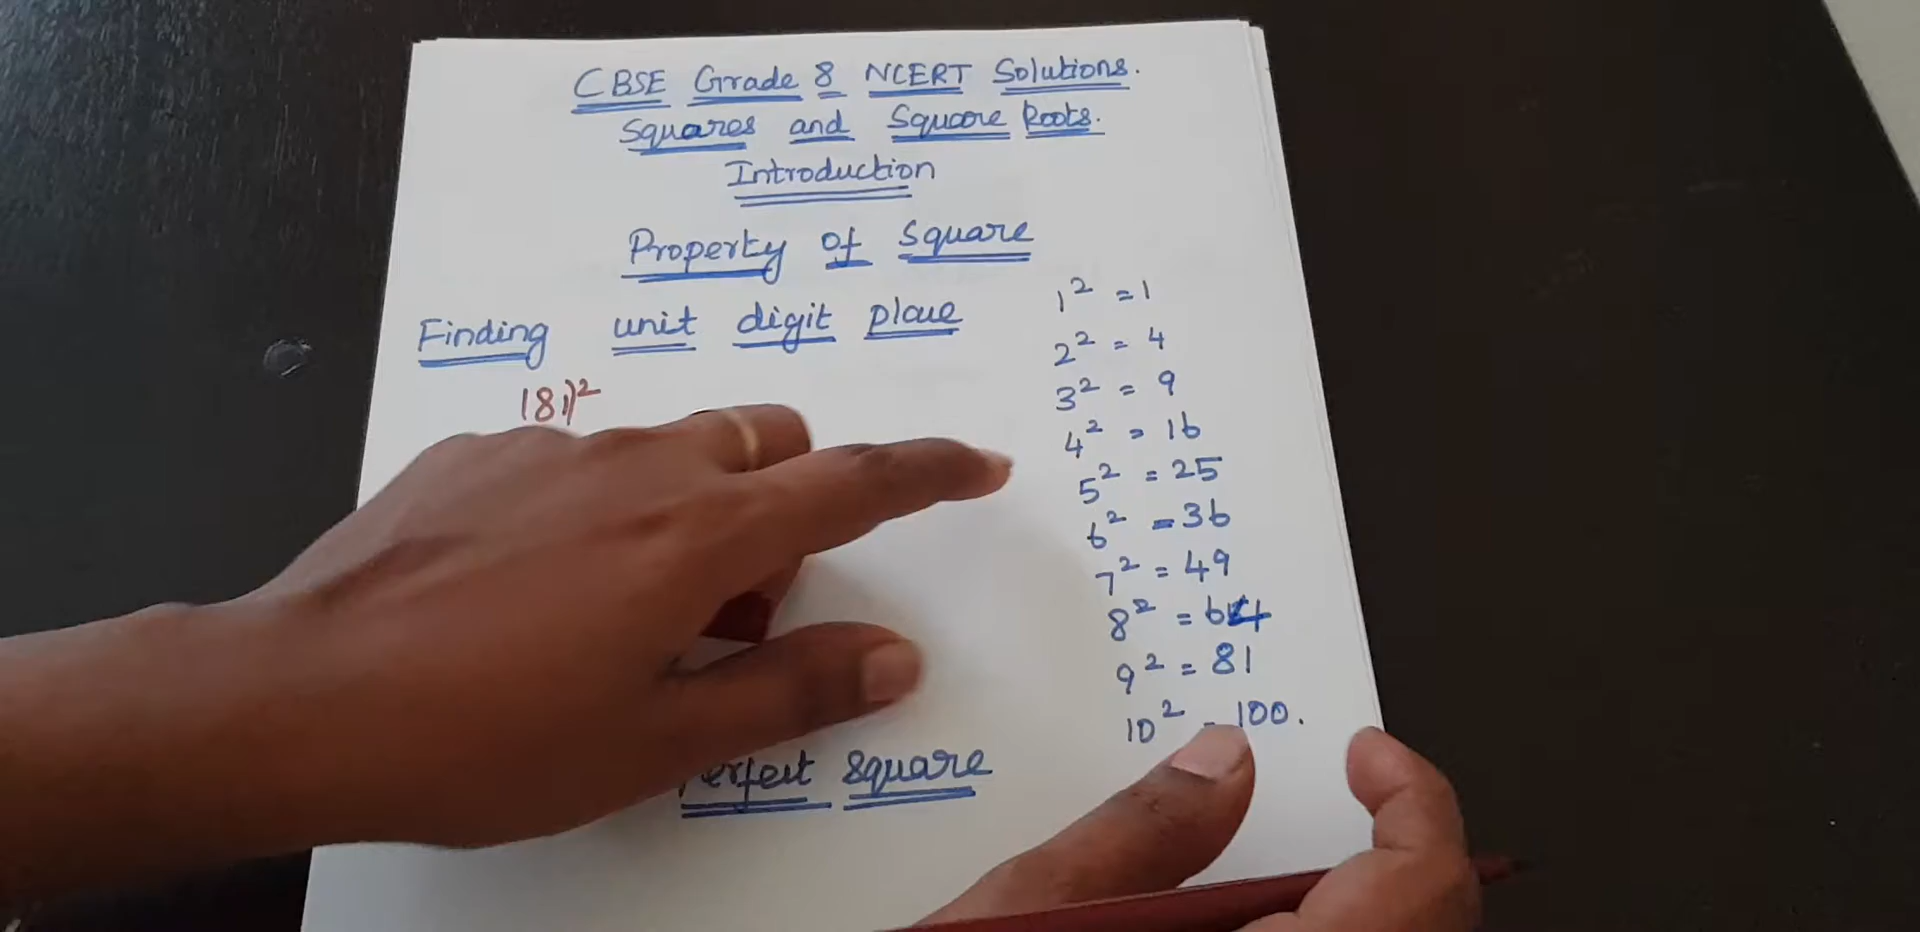 CBSE Grade 8 NCERT Solutions.
Squares and Square Roots.
Introduction
Property of Square
Finding unit digit place
181)²
1² = 1
2² = 4
3² = 9
4² = 16
5² = 25
6² = 36
7² = 49
8² = 64
9² = 81
10² = 100.
Perfect Square